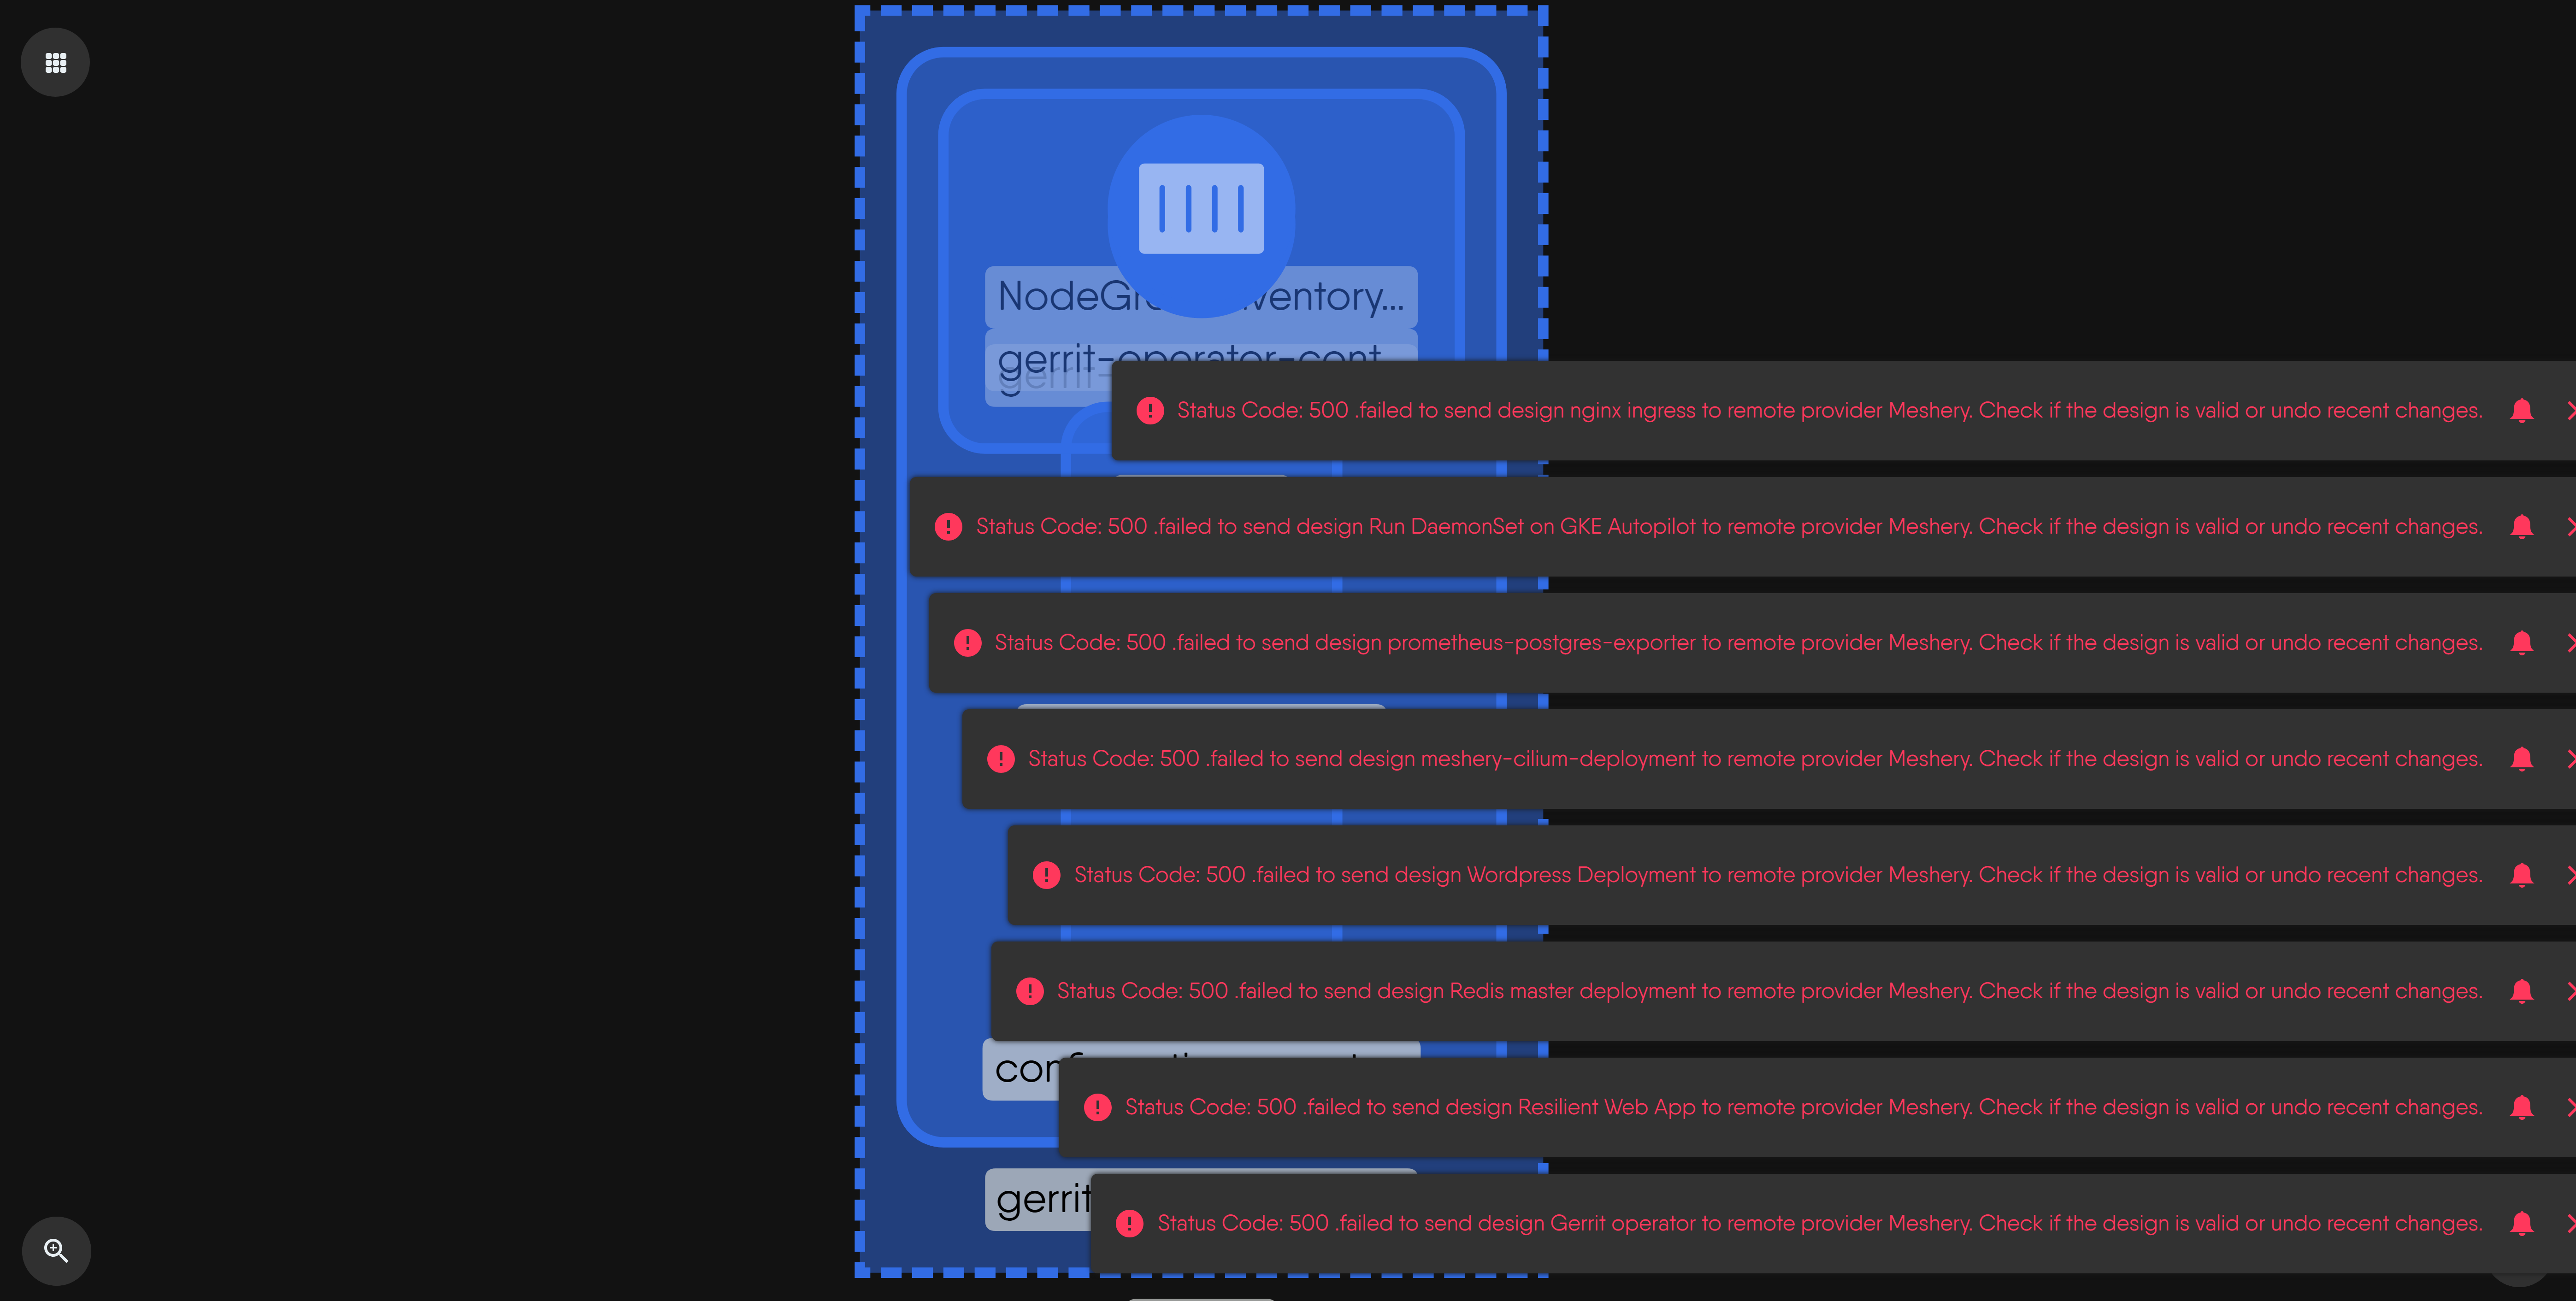 NodeGr ventory...
gerrit-operator-cont
Status Code: 500 .failed to send design nginx ingress to remote provider Meshery. Check if the design is valid or undo recent changes.
Status Code: 500 .failed to send design Run DaemonSet on GKE Autopilot to remote provider Meshery. Check if the design is valid or undo recent changes.
Status Code: 500 .failed to send design prometheus-postgres-exporter to remote provider Meshery. Check if the design is valid or undo recent changes.
Status Code: 500 .failed to send design meshery-cilium-deployment to remote provider Meshery. Check if the design is valid or undo recent changes.
Status Code: 500 .failed to send design Wordpress Deployment to remote provider Meshery. Check if the design is valid or undo recent changes.
Status Code: 500 .failed to send design Redis master deployment to remote provider Meshery. Check if the design is valid or undo recent changes.
Status Code: 500 .failed to send design Resilient Web App to remote provider Meshery. Check if the design is valid or undo recent changes.
gerrit
Status Code: 500 .failed to send design Gerrit operator to remote provider Meshery. Check if the design is valid or undo recent changes.